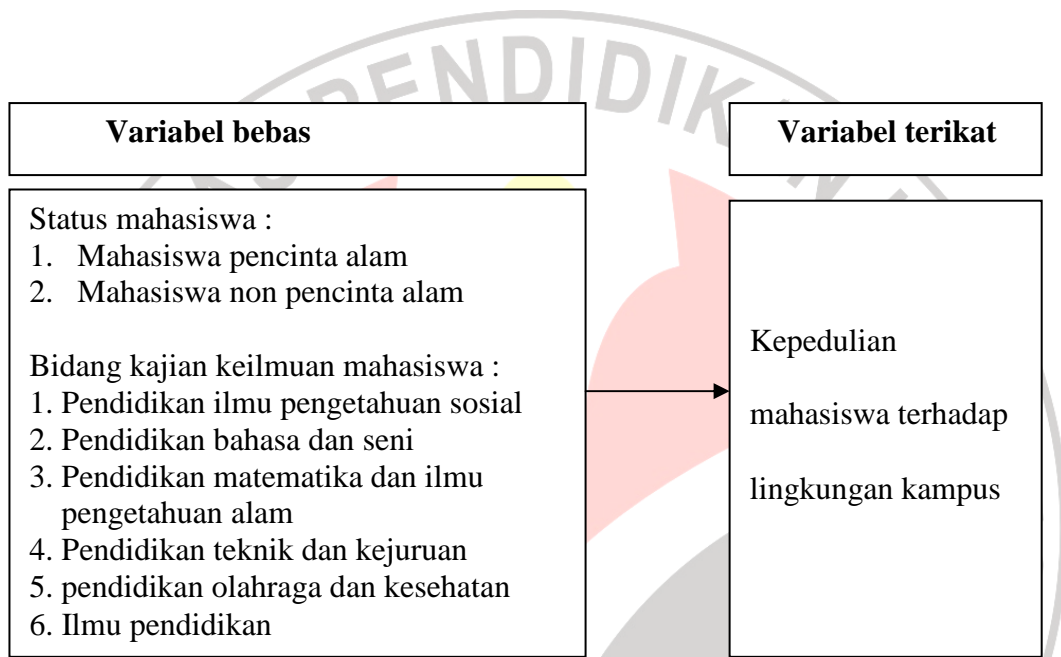 PENDIDIKAN
Variabel bebas
Variabel terikat
Status mahasiswa :
1. Mahasiswa pencinta alam
2. Mahasiswa non pencinta alam
Bidang kajian keilmuan mahasiswa :
1. Pendidikan ilmu pengetahuan sosial
2. Pendidikan bahasa dan seni
3. Pendidikan matematika dan ilmu
pengetahuan alam
4. Pendidikan teknik dan kejuruan
5. pendidikan olahraga dan kesehatan
6. Ilmu pendidikan
Kepedulian
mahasiswa terhadap
lingkungan kampus